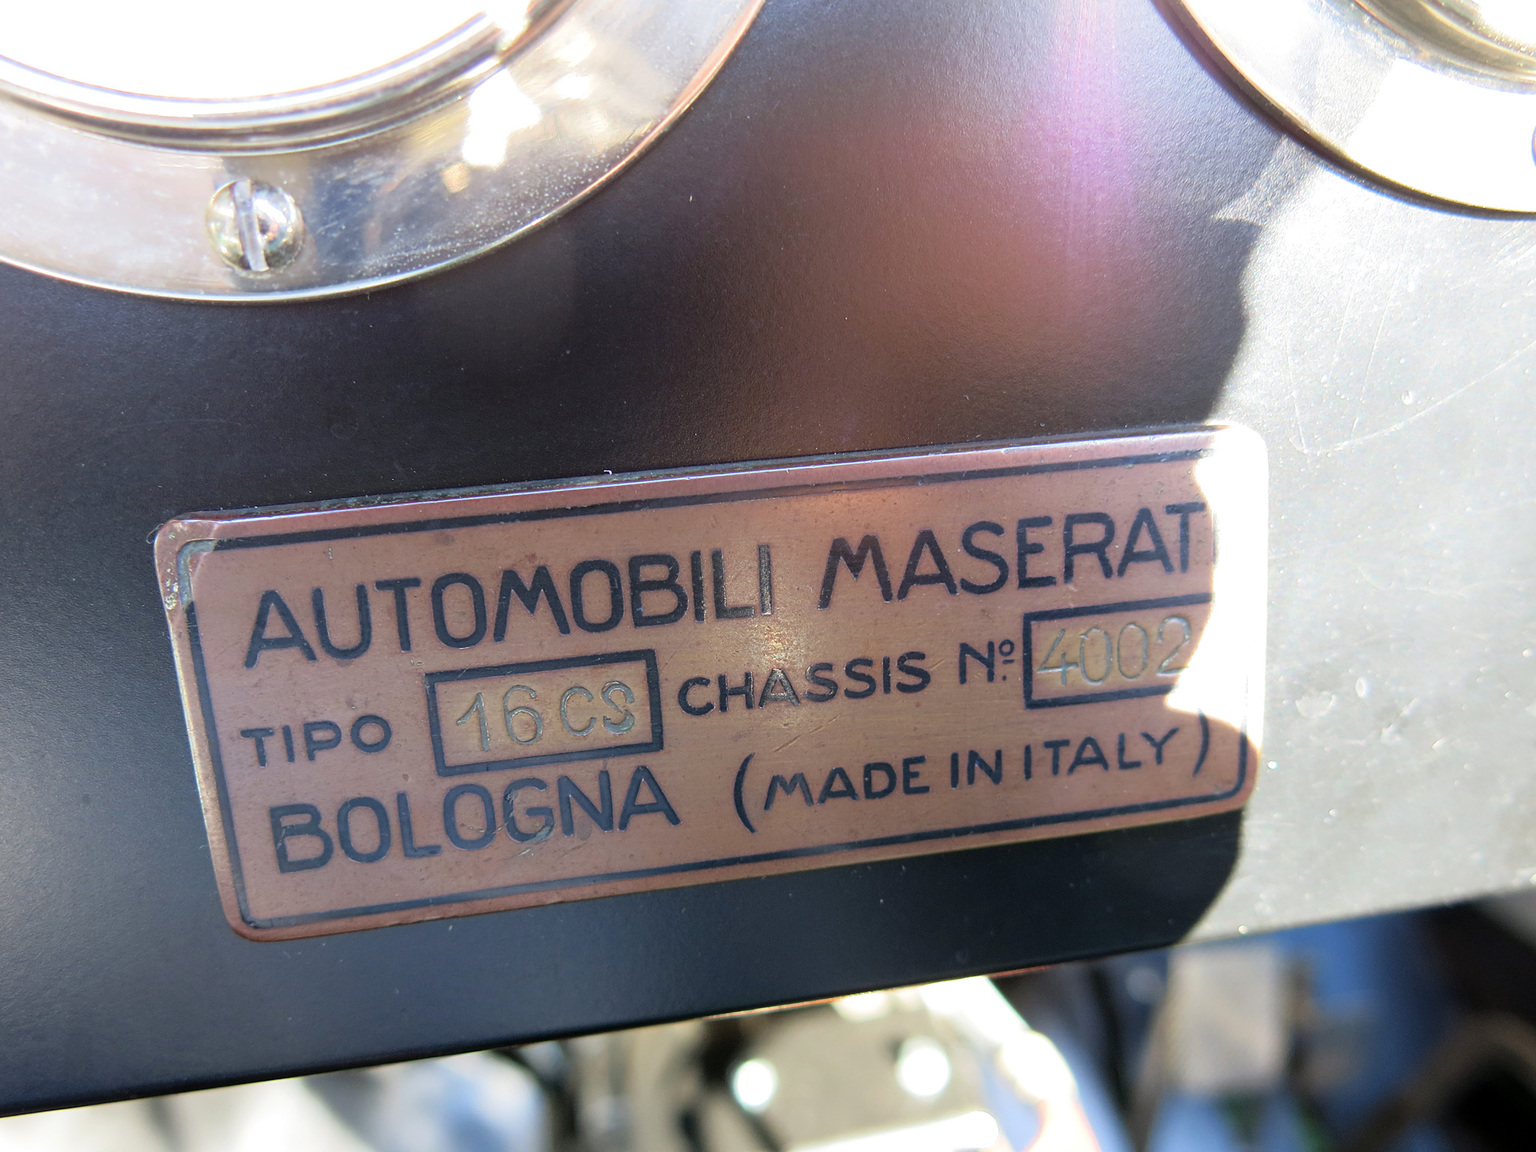 AUTOMOBILI MASERATI
TIPO 16CS CHASSIS Nº 4002
BOLOGNA (MADE IN ITALY)